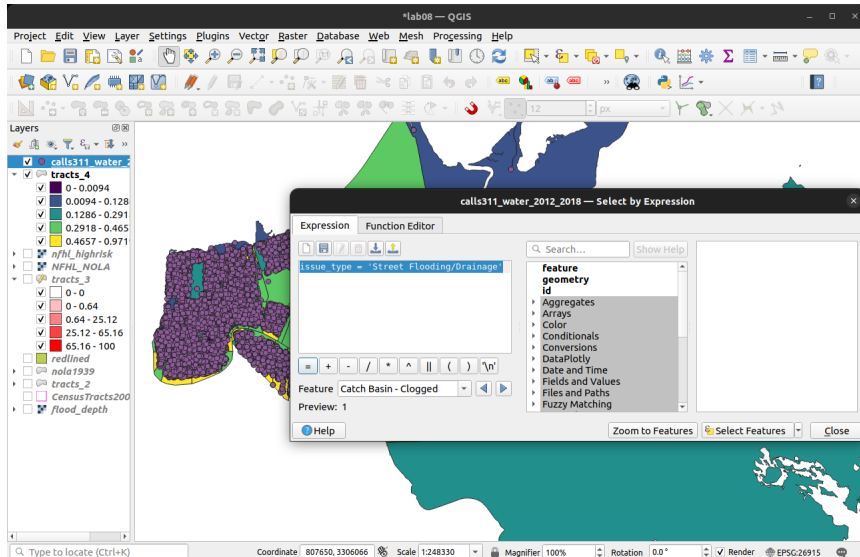 *lab08 — QGIS
Project Edit View Layer Settings Plugins Vector Raster Database Web Mesh Processing Help
12 px
Layers
calls311_water_2
tracts_4
0 - 0.0094
0.0094 - 0.128
0.1286 - 0.291
0.2918 - 0.465
0.4657 - 0.971
nfhl_highrisk
NFHL_NOLA
tracts_3
0 - 0
0 - 0.64
0.64 - 25.12
25.12 - 65.16
65.16 - 100
redlined
nola1939
tracts_2
CensusTracts200
flood_depth
calls311_water_2012_2018 — Select by Expression
Expression Function Editor
issue_type = 'Street Flooding/Drainage'
= + - / * ^ || ( ) '\n'
Feature Catch Basin - Clogged
Preview: 1
Search... Show Help
feature
geometry
id
Aggregates
Arrays
Color
Conditionals
Conversions
DataPlotly
Date and Time
Fields and Values
Files and Paths
Fuzzy Matching
Help Zoom to Features Select Features Close
Type to locate (Ctrl+K) Coordinate 807650, 3306066 Scale 1:248330 Magnifier 100% Rotation 0.0° Render EPSG:26915